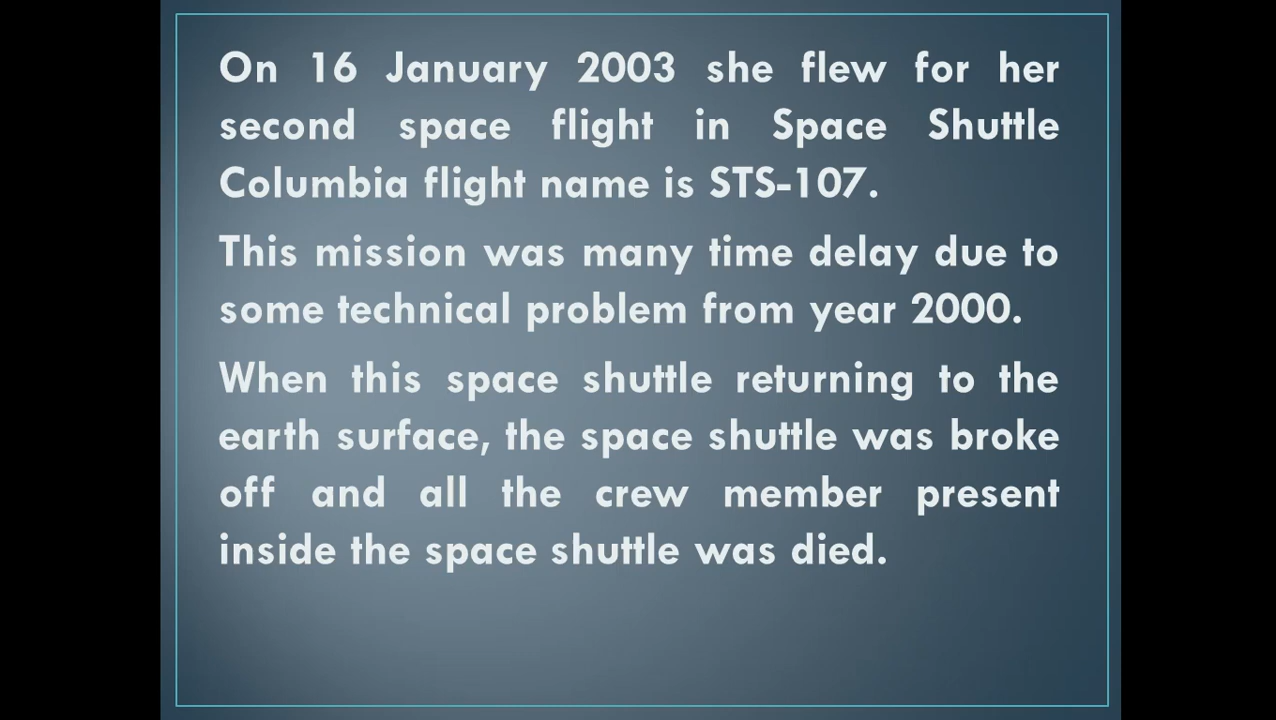 On 16 January 2003 she flew for her
second space flight in Space Shuttle
Columbia flight name is STS-107.
This mission was many time delay due to
some technical problem from year 2000.
When this space shuttle returning to the
earth surface, the space shuttle was broke
off and all the crew member present
inside the space shuttle was died.